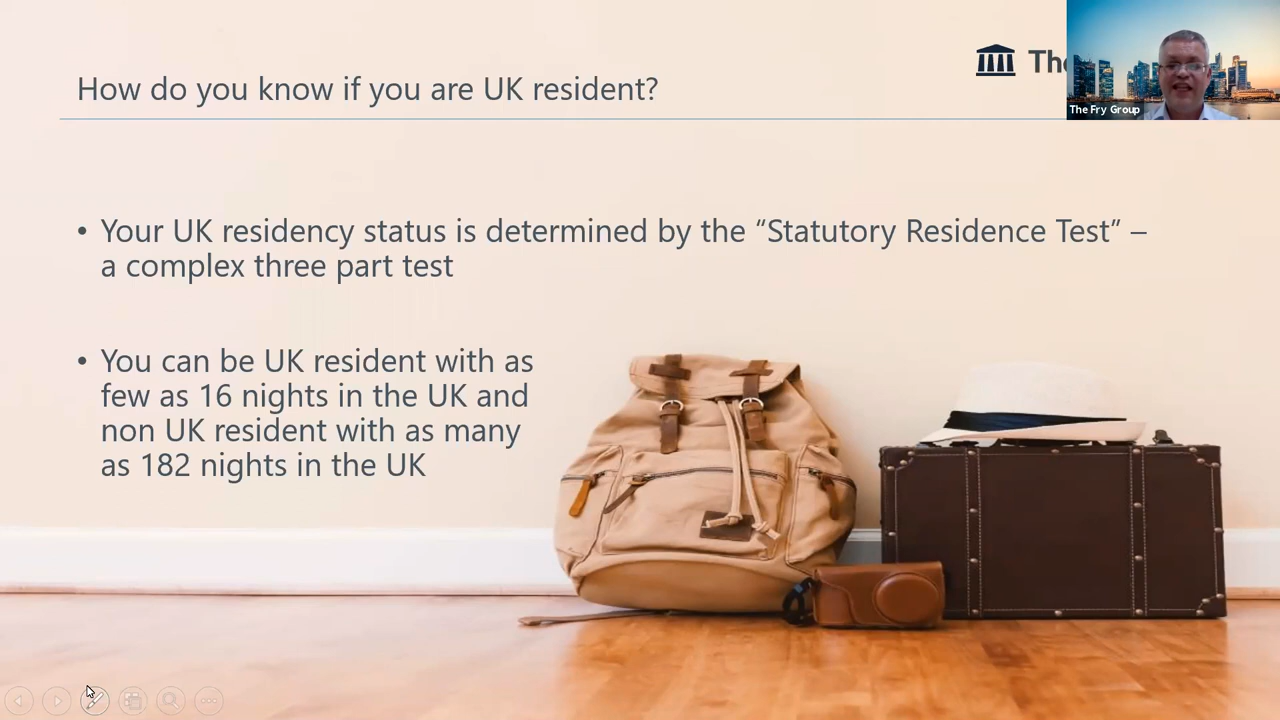 The
The Fry Group
How do you know if you are UK resident?
• Your UK residency status is determined by the “Statutory Residence Test” –
a complex three part test
• You can be UK resident with as
few as 16 nights in the UK and
non UK resident with as many
as 182 nights in the UK